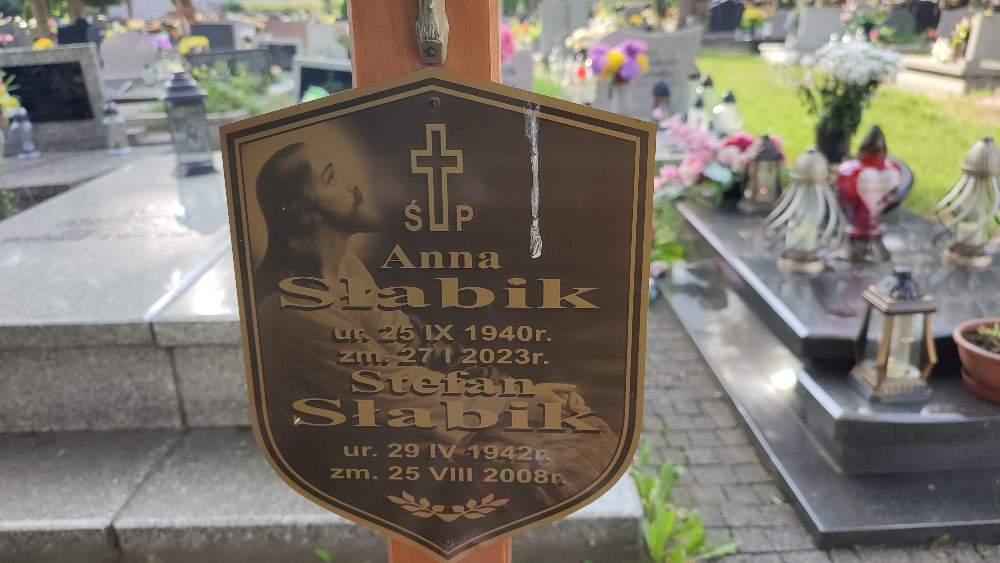 Ś P
Anna
Słabik
ur. 25 IX 1940r.
zm. 27 I 2023r.
Stefan
Słabik
ur. 29 IV 1942r.
zm. 25 VIII 2008r.